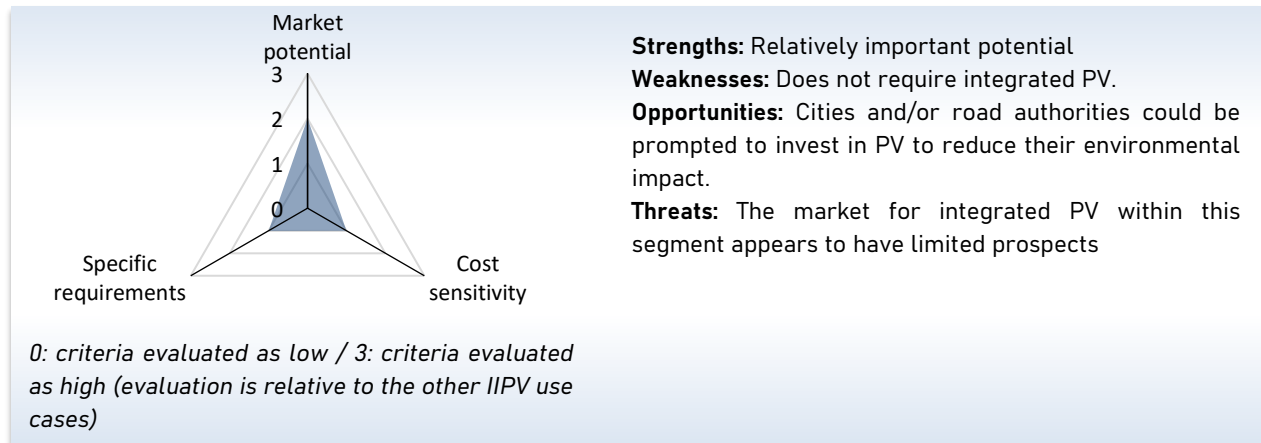 Market
potential
3
2
1
0
Specific
requirements
Cost
sensitivity
0: criteria evaluated as low / 3: criteria evaluated
as high (evaluation is relative to the other IIPV use
cases)
Strengths: Relatively important potential
Weaknesses: Does not require integrated PV.
Opportunities: Cities and/or road authorities could be
prompted to invest in PV to reduce their environmental
impact.
Threats: The market for integrated PV within this
segment appears to have limited prospects